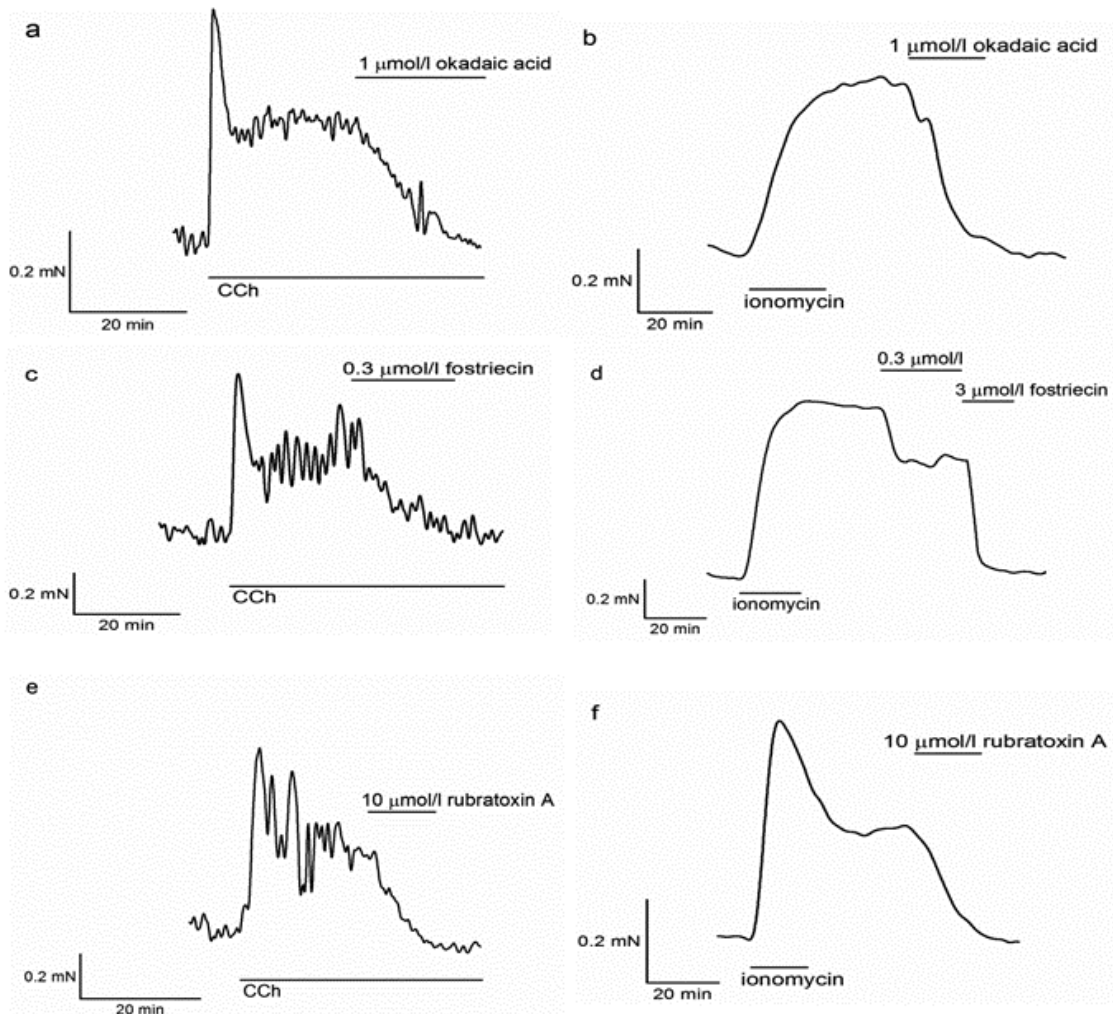 a
1 μmol/l okadaic acid
0.2 mN
CCh
20 min
b
1 μmol/l okadaic acid
0.2 mN
ionomycin
20 min
c
0.3 μmol/l fostriecin
0.2 mN
CCh
20 min
d
0.3 μmol/l
3 μmol/l fostriecin
0.2 mN
ionomycin
20 min
e
10 μmol/l rubratoxin A
0.2 mN
CCh
20 min
f
10 μmol/l rubratoxin A
0.2 mN
ionomycin
20 min